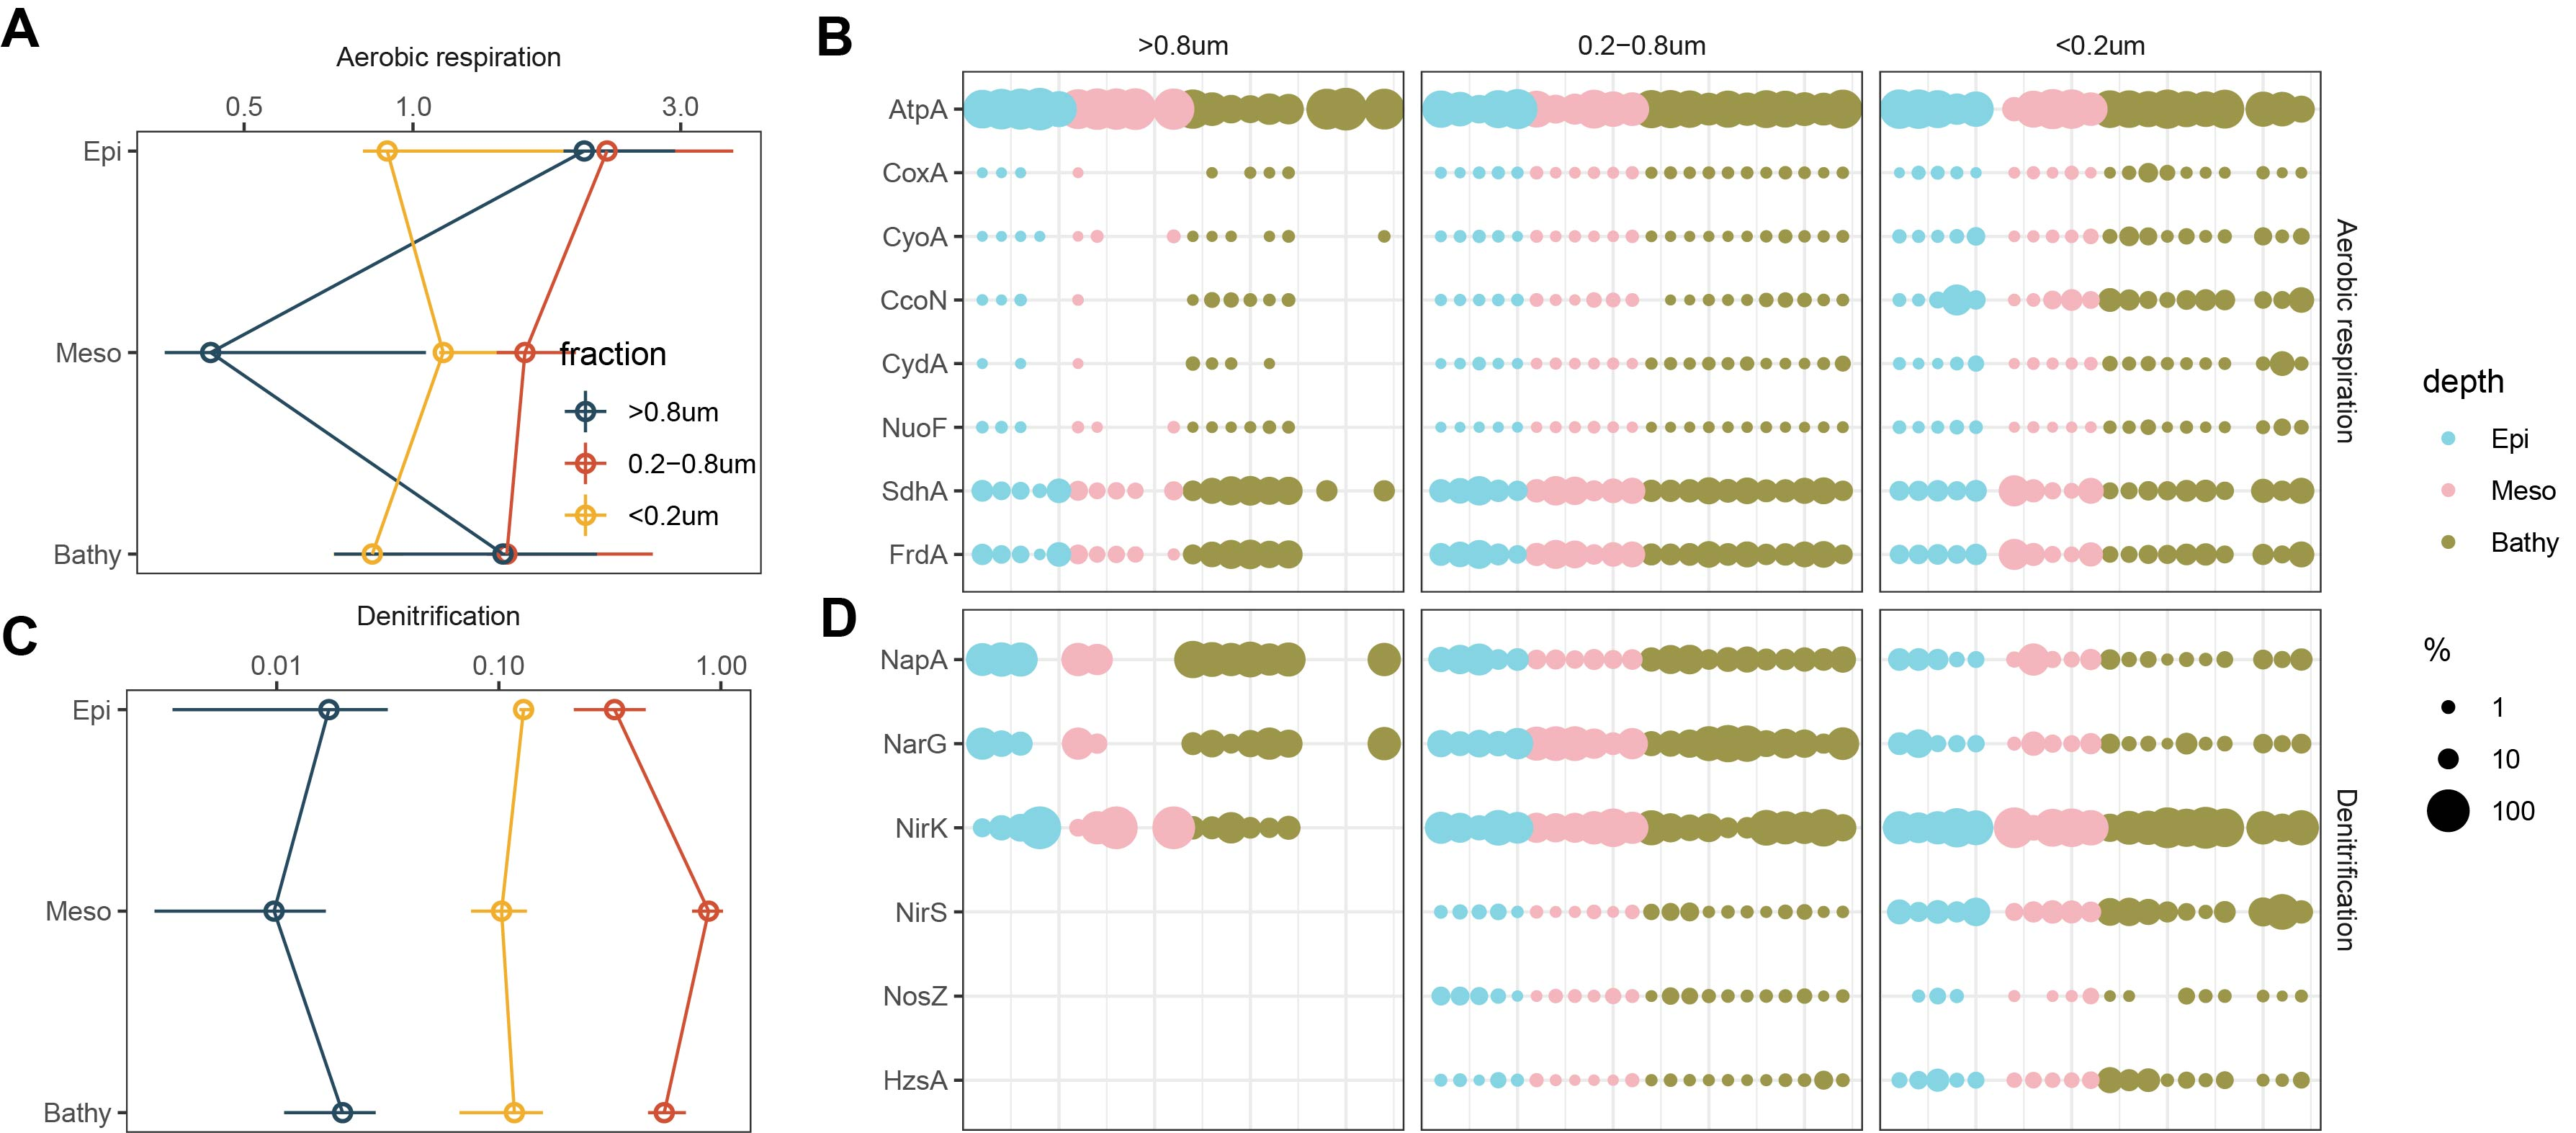 A
Aerobic respiration
0.5 1.0 3.0
Epi
Meso
Bathy
fraction
>0.8um
0.2−0.8um
<0.2um
B
>0.8um 0.2−0.8um <0.2um
AtpA
CoxA
CyoA
CcoN
CydA
NuoF
SdhA
FrdA
Aerobic respiration
C
Denitrification
0.01 0.10 1.00
Epi
Meso
Bathy
D
NapA
NarG
NirK
NirS
NosZ
HzsA
Denitrification
depth
Epi
Meso
Bathy
%
1
10
100